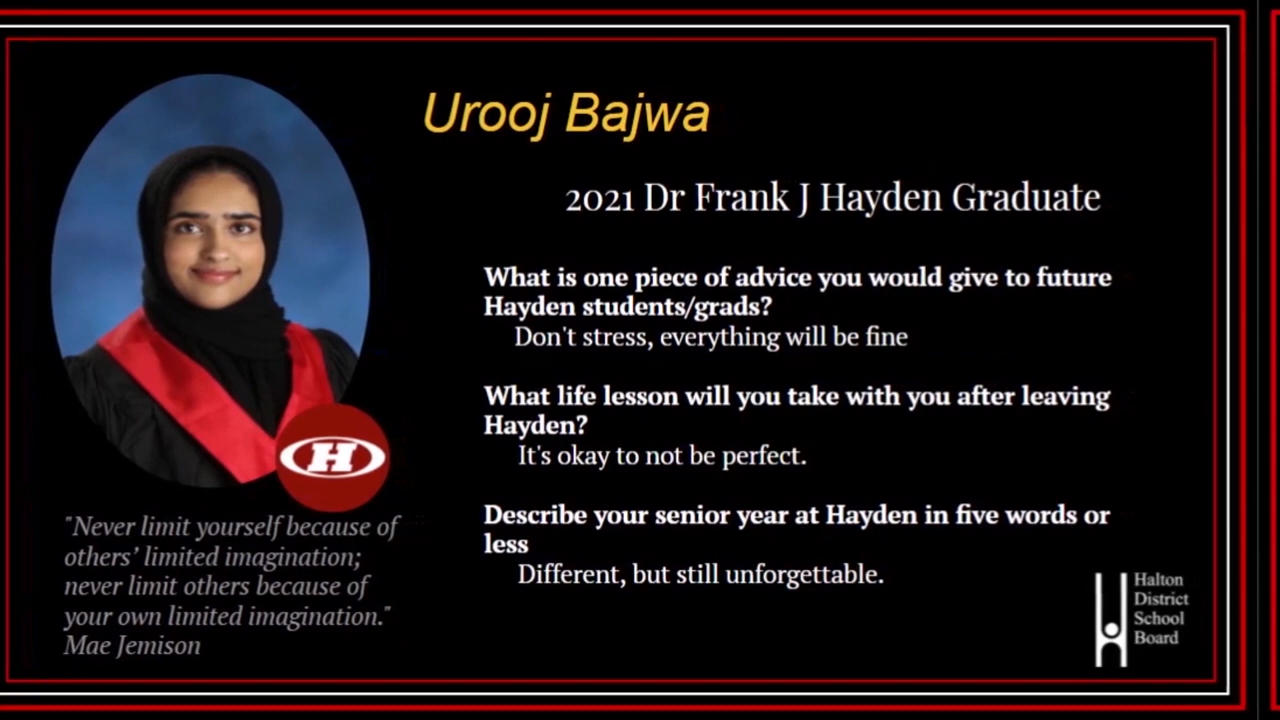 Urooj Bajwa
2021 Dr Frank J Hayden Graduate
What is one piece of advice you would give to future
Hayden students/grads?
Don't stress, everything will be fine
What life lesson will you take with you after leaving
Hayden?
It's okay to not be perfect.
Describe your senior year at Hayden in five words or
less
Different, but still unforgettable.
H
"Never limit yourself because of
others’ limited imagination;
never limit others because of
your own limited imagination."
Mae Jemison
Halton
District
School
Board